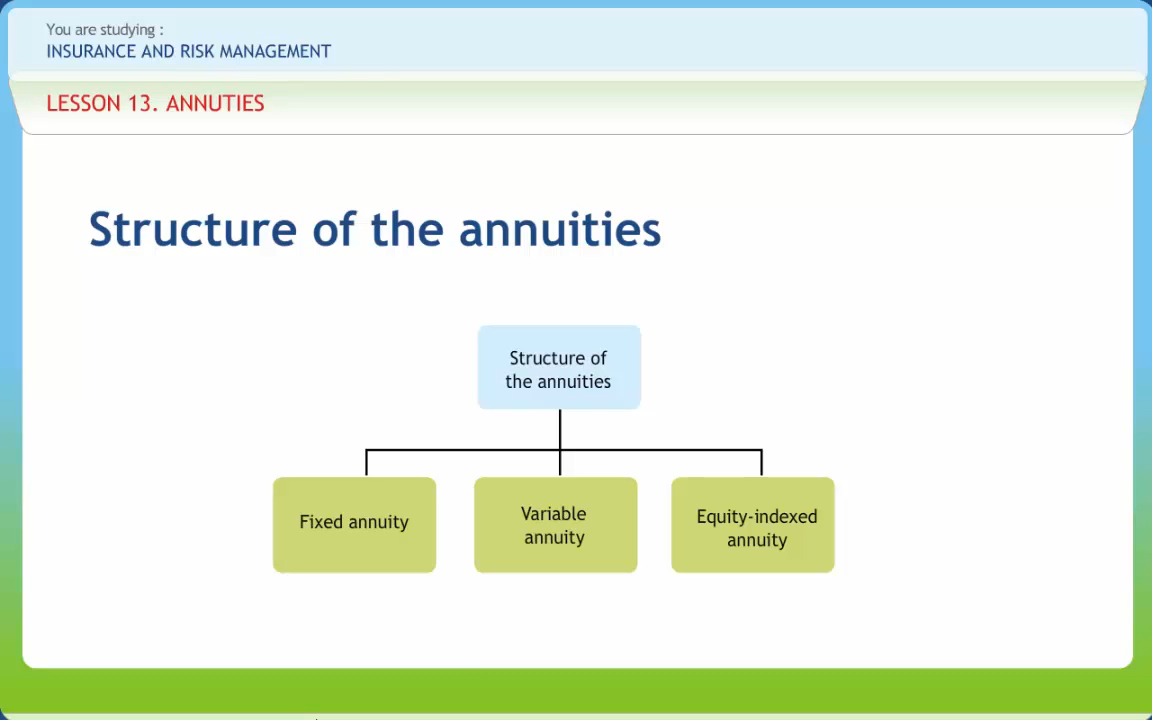 You are studying :
INSURANCE AND RISK MANAGEMENT
LESSON 13. ANNUTIES
Structure of the annuities
Structure of
the annuities
Fixed annuity
Variable
annuity
Equity-indexed
annuity